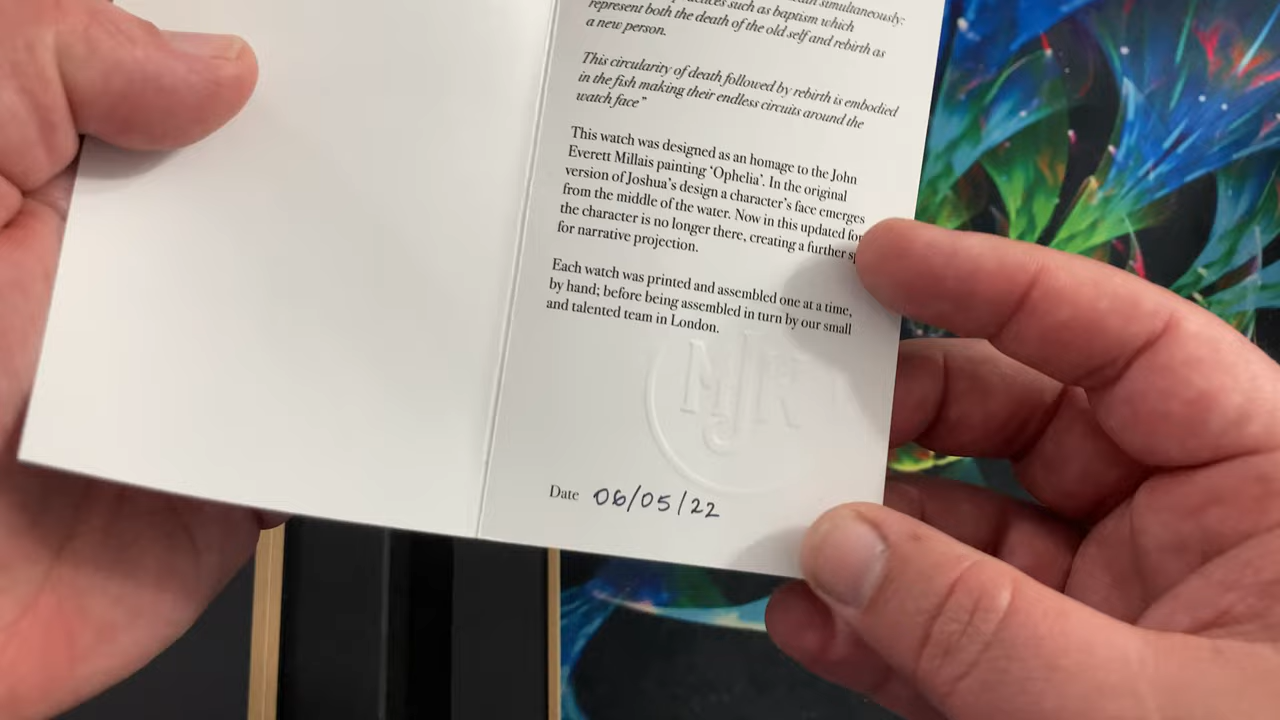 simultaneously:
such as baptism which
represent both the death of the old self and rebirth as
a new person.
This circularity of death followed by rebirth is embodied
in the fish making their endless circuits around the
watch face”
This watch was designed as an homage to the John
Everett Millais painting ‘Ophelia’. In the original
version of Joshua’s design a character’s face emerges
from the middle of the water. Now in this updated
the character is no longer there, creating a further
for narrative projection.
Each watch was printed and assembled one at a time,
by hand; before being assembled in turn by our small
and talented team in London.
MJR
Date 06/05/22